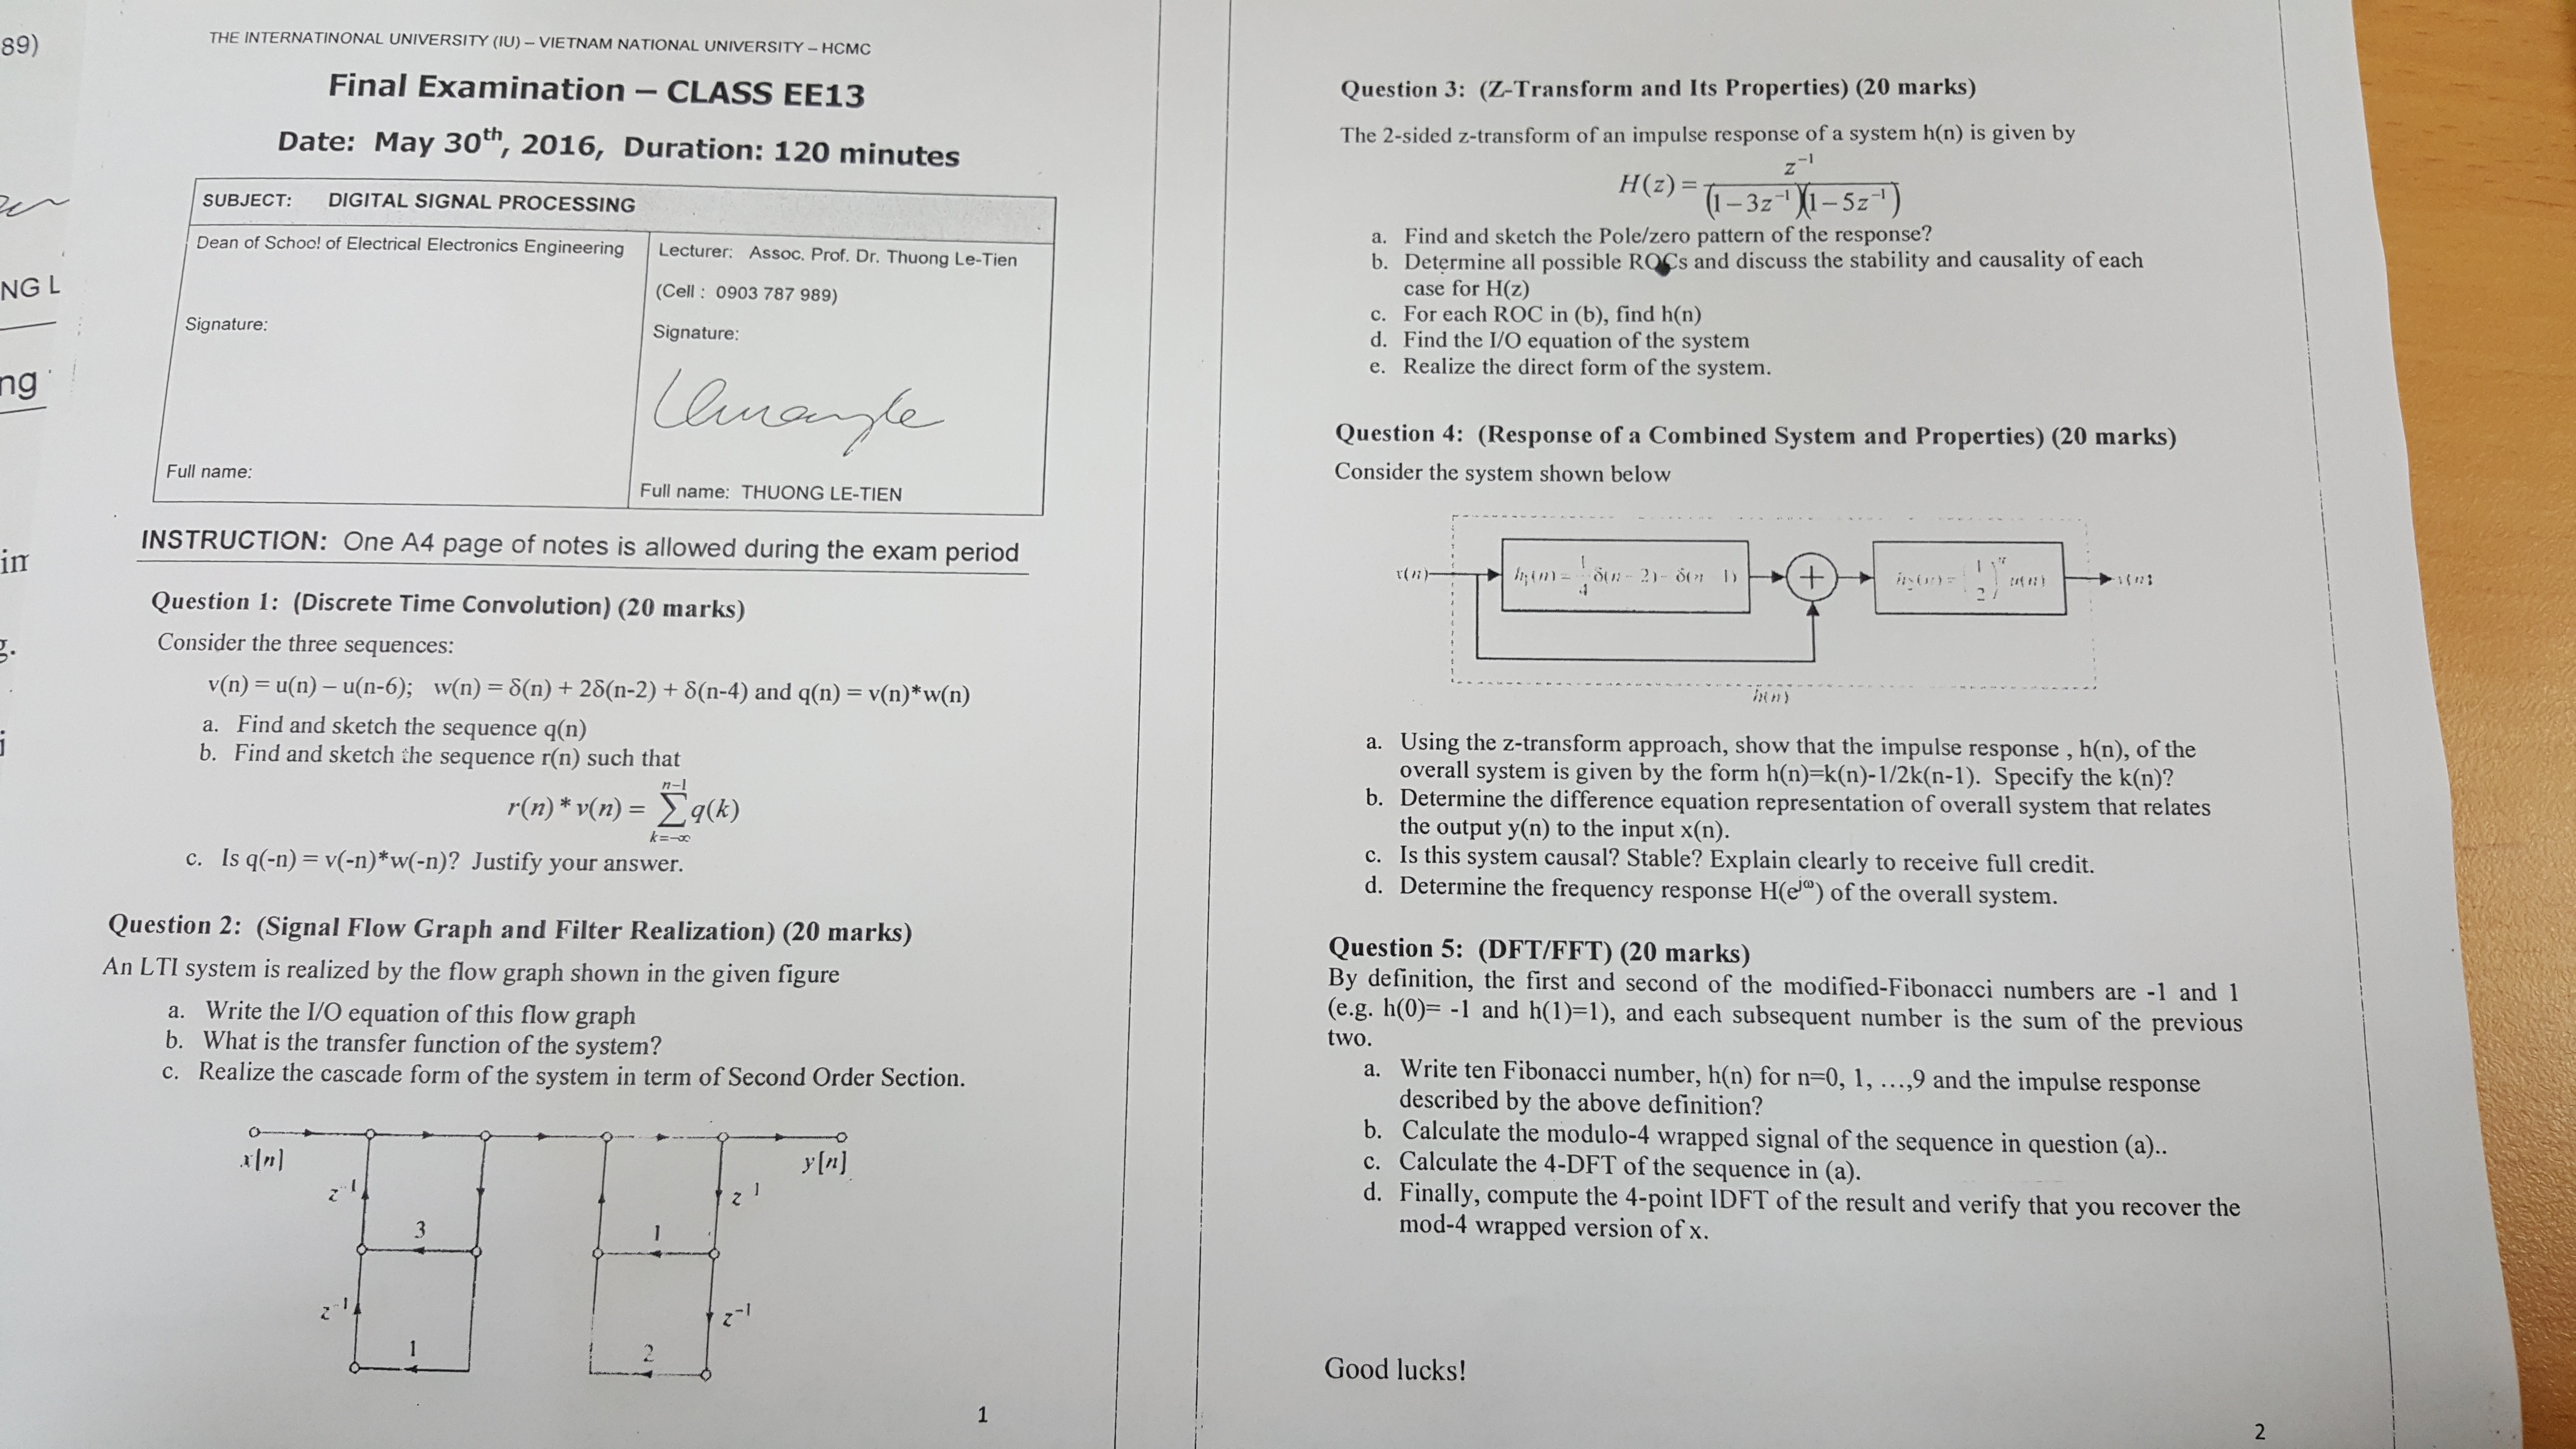 89)
NG L
ng
in
g.
THE INTERNATINONAL UNIVERSITY (IU) – VIETNAM NATIONAL UNIVERSITY – HCMC
Final Examination – CLASS EE13
Date: May 30th, 2016, Duration: 120 minutes
SUBJECT: DIGITAL SIGNAL PROCESSING
Dean of School of Electrical Electronics Engineering
Signature:
Full name:
Lecturer: Assoc. Prof. Dr. Thuong Le-Tien
(Cell : 0903 787 989)
Signature:
Full name: THUONG LE-TIEN
INSTRUCTION: One A4 page of notes is allowed during the exam period
Question 1: (Discrete Time Convolution) (20 marks)
Consider the three sequences:
v(n) = u(n) – u(n-6); w(n) = δ(n) + 2δ(n-2) + δ(n-4) and q(n) = v(n)*w(n)
a. Find and sketch the sequence q(n)
b. Find and sketch the sequence r(n) such that
r(n) * v(n) = ∑_{k=-∞}^{n-1} q(k)
c. Is q(-n) = v(-n)*w(-n)? Justify your answer.
Question 2: (Signal Flow Graph and Filter Realization) (20 marks)
An LTI system is realized by the flow graph shown in the given figure
a. Write the I/O equation of this flow graph
b. What is the transfer function of the system?
c. Realize the cascade form of the system in term of Second Order Section.
x[n] y[n]
z⁻¹ z⁻¹
3 1
z⁻¹ z⁻¹
1 2
1
Question 3: (Z-Transform and Its Properties) (20 marks)
The 2-sided z-transform of an impulse response of a system h(n) is given by
H(z) = z⁻¹ / (1–3z⁻¹)(1–5z⁻¹)
a. Find and sketch the Pole/zero pattern of the response?
b. Determine all possible ROCs and discuss the stability and causality of each
case for H(z)
c. For each ROC in (b), find h(n)
d. Find the I/O equation of the system
e. Realize the direct form of the system.
Question 4: (Response of a Combined System and Properties) (20 marks)
Consider the system shown below
x(n) h₁(n) = 1/4 δ(n – 2) – δ(n – 1) + h₂(n) = (1/2)ⁿ u(n) y(n)
h(n)
a. Using the z-transform approach, show that the impulse response , h(n), of the
overall system is given by the form h(n)=k(n)-1/2k(n-1). Specify the k(n)?
b. Determine the difference equation representation of overall system that relates
the output y(n) to the input x(n).
c. Is this system causal? Stable? Explain clearly to receive full credit.
d. Determine the frequency response H(e^{jω}) of the overall system.
Question 5: (DFT/FFT) (20 marks)
By definition, the first and second of the modified-Fibonacci numbers are -1 and 1
(e.g. h(0)= -1 and h(1)=1), and each subsequent number is the sum of the previous
two.
a. Write ten Fibonacci number, h(n) for n=0, 1, …,9 and the impulse response
described by the above definition?
b. Calculate the modulo-4 wrapped signal of the sequence in question (a)..
c. Calculate the 4-DFT of the sequence in (a).
d. Finally, compute the 4-point IDFT of the result and verify that you recover the
mod-4 wrapped version of x.
Good lucks!
2